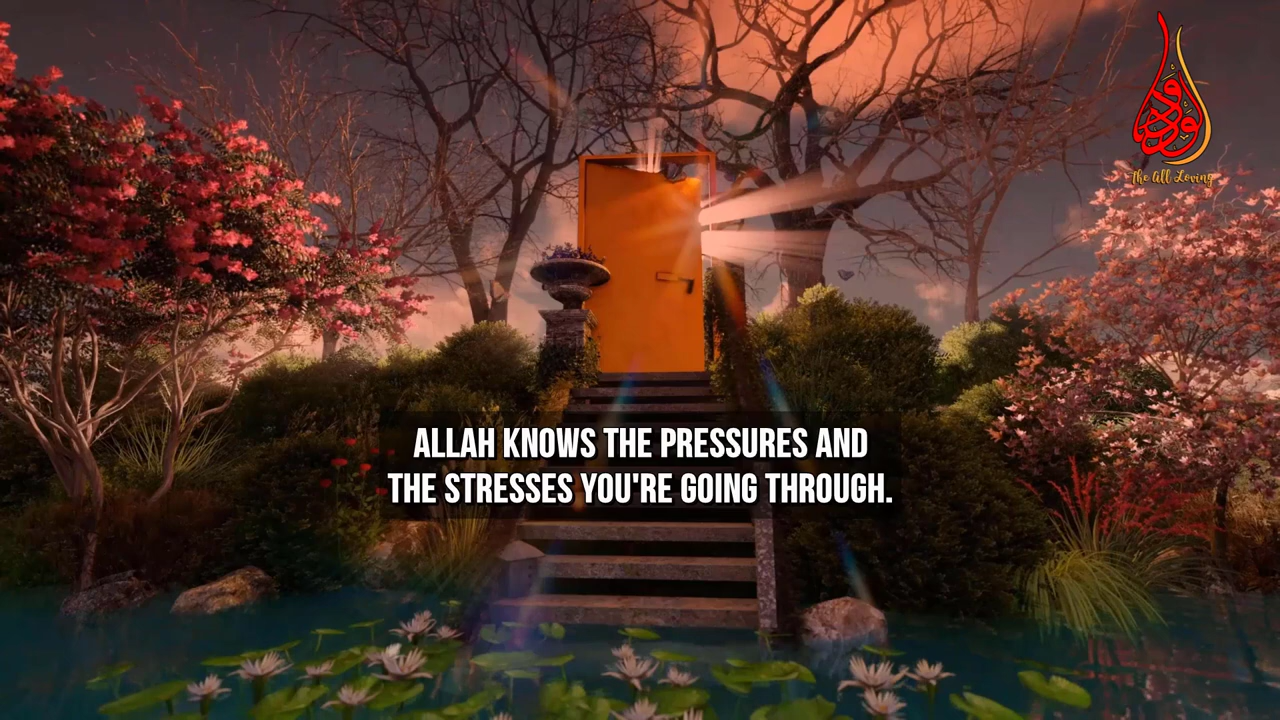 The All Loving
ALLAH KNOWS THE PRESSURES AND
THE STRESSES YOU'RE GOING THROUGH.